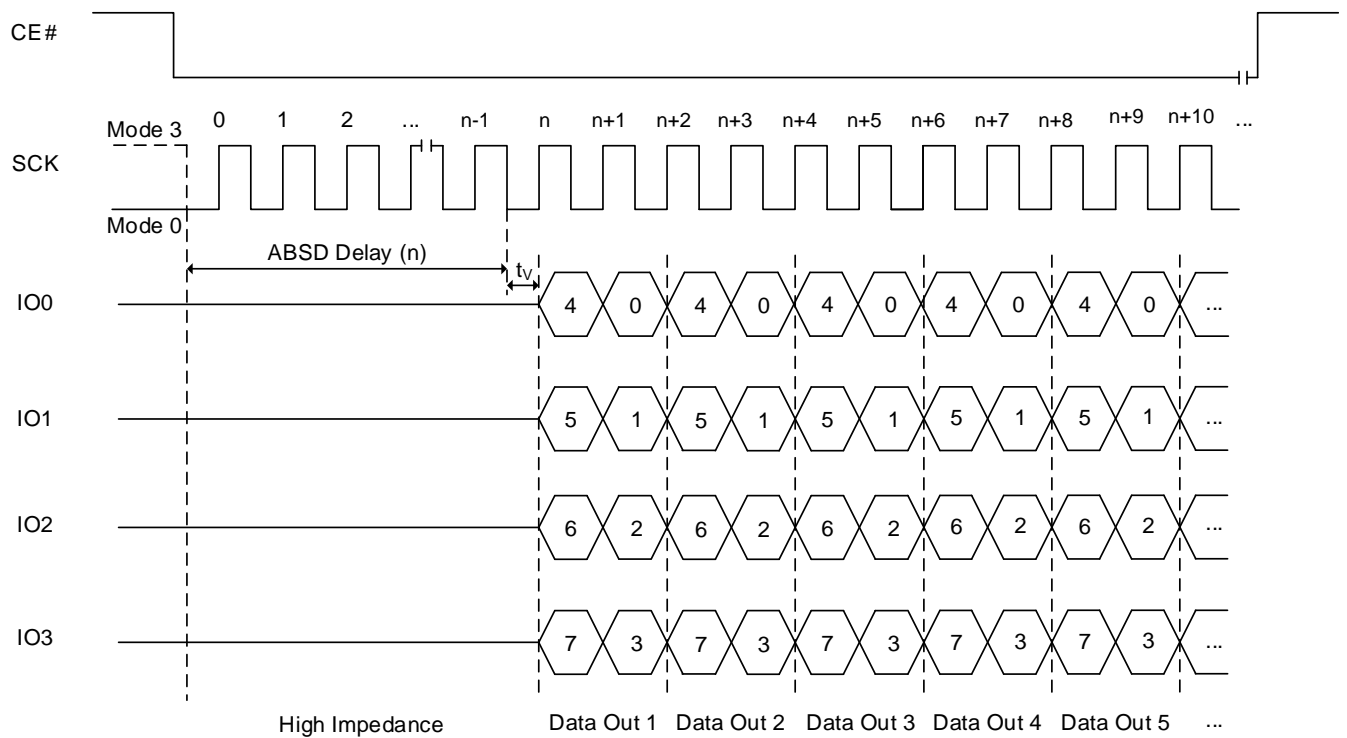 CE#
Mode 3 0 1 2 ... n-1 n n+1 n+2 n+3 n+4 n+5 n+6 n+7 n+8 n+9 n+10 ...
SCK
Mode 0
ABSD Delay (n)
tV
IO0 4 0 4 0 4 0 4 0 4 0 ...
IO1 5 1 5 1 5 1 5 1 5 1 ...
IO2 6 2 6 2 6 2 6 2 6 2 ...
IO3 7 3 7 3 7 3 7 3 7 3 ...
High Impedance Data Out 1 Data Out 2 Data Out 3 Data Out 4 Data Out 5 ...